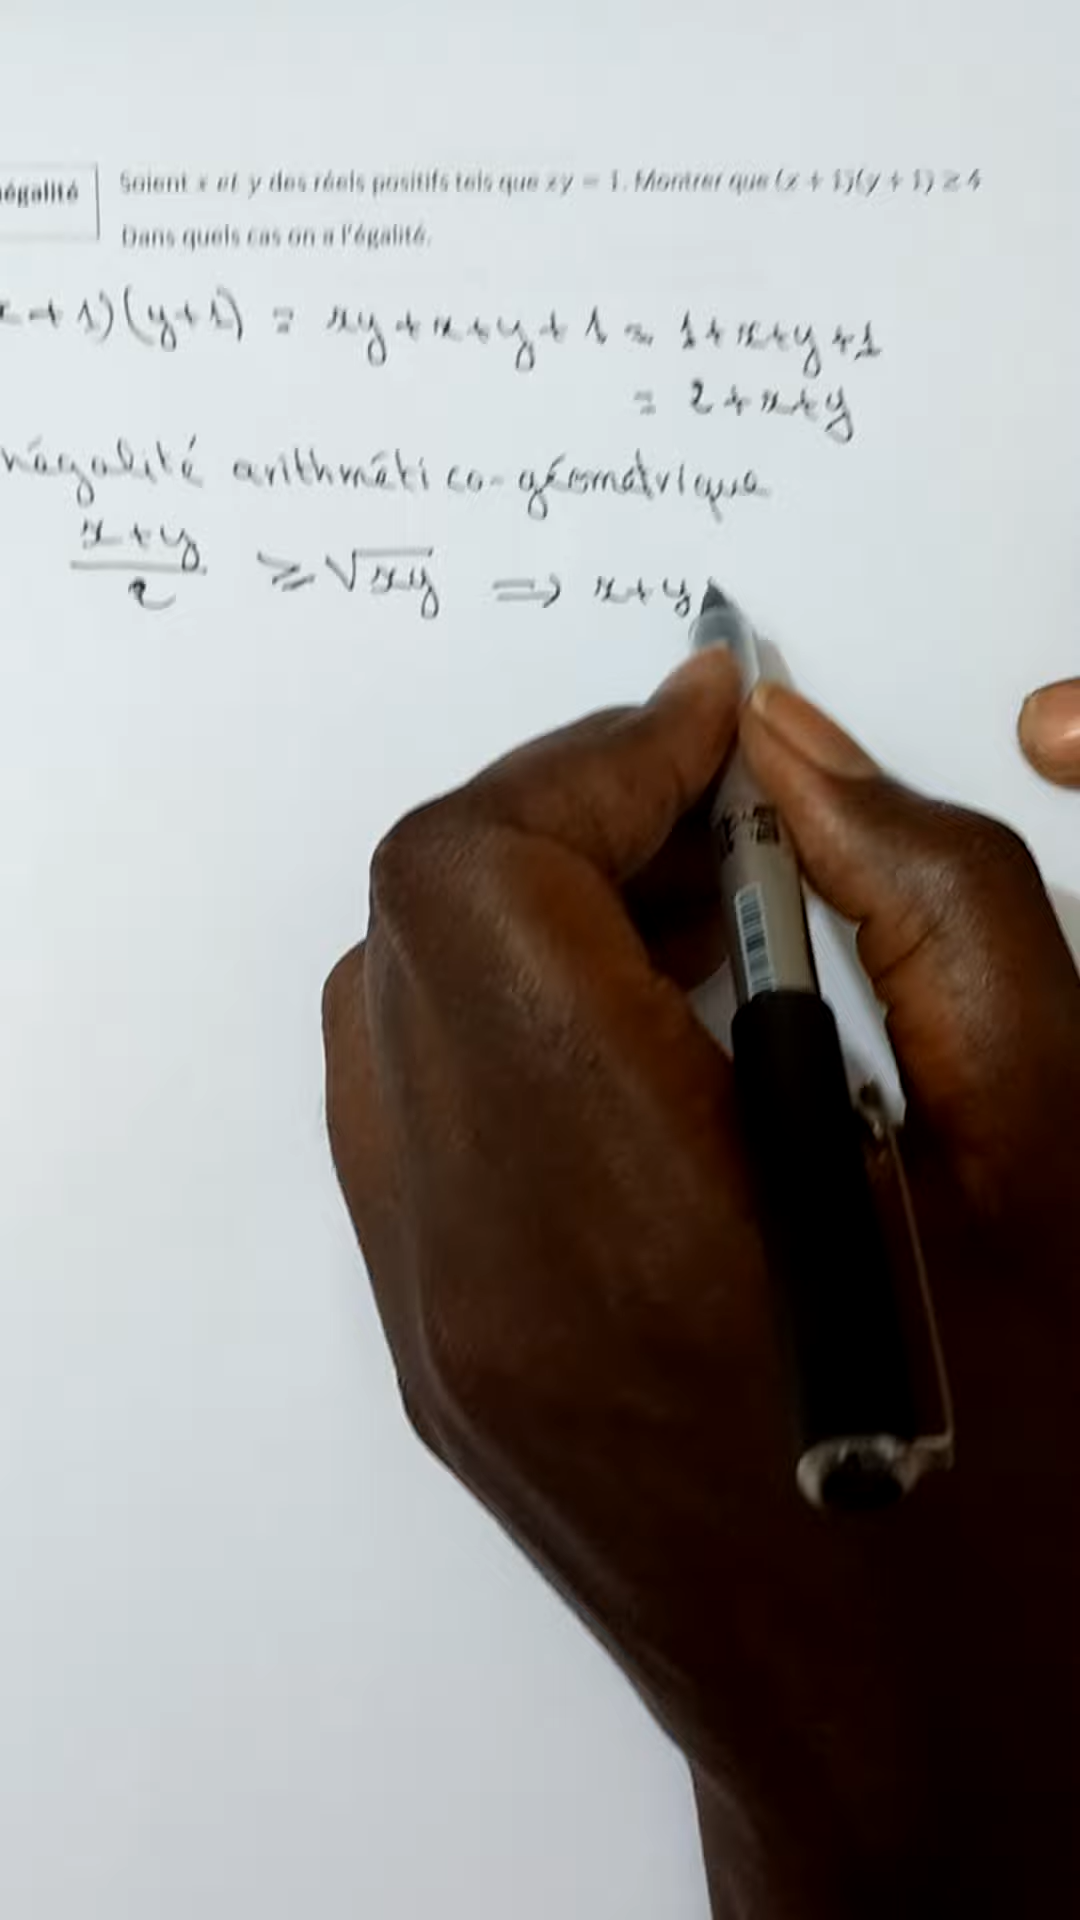 égalité
Soient x et y des réels positifs tels que xy = 1. Montrer que (x + 1)(y + 1) ≥ 4
Dans quels cas on a l'égalité.
x+1)(y+1) = xy+x+y+1 = 1+x+y+1
= 2+x+y
négalité arithmético-géométrique
x+y/2 ≥ √xy ⇒ x+y